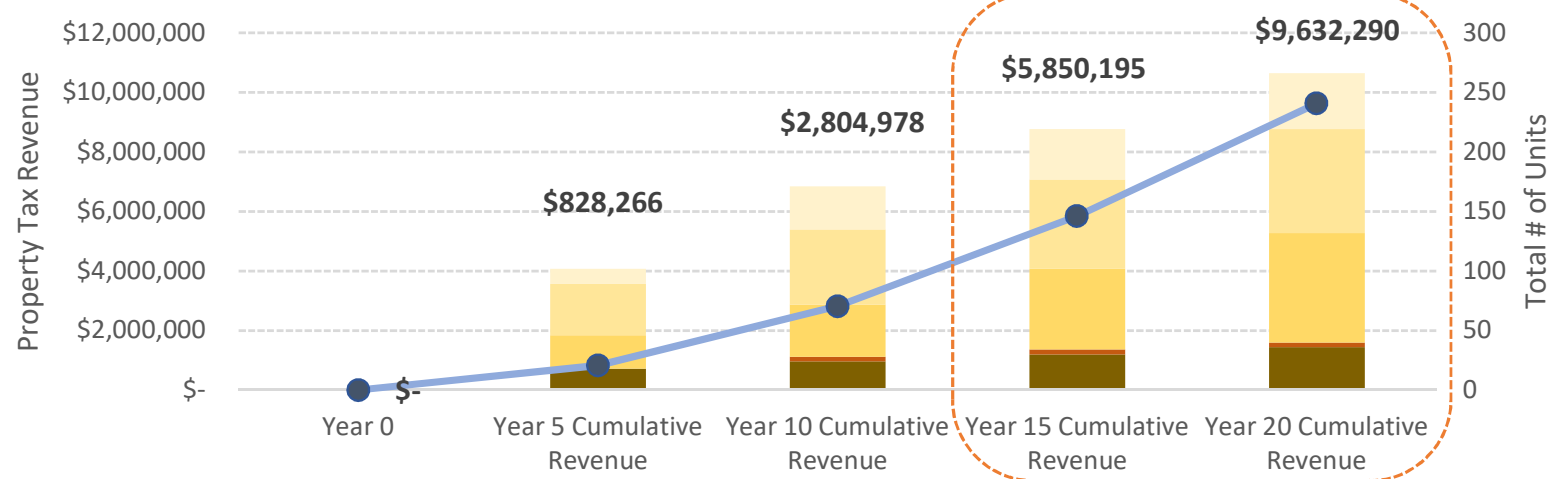 Property Tax Revenue
$12,000,000
$10,000,000
$8,000,000
$6,000,000
$4,000,000
$2,000,000
$-
$-
$828,266
$2,804,978
$5,850,195
$9,632,290
300
250
200
150
100
50
0
Total # of Units
Year 0
Year 5 Cumulative
Revenue
Year 10 Cumulative
Revenue
Year 15 Cumulative
Revenue
Year 20 Cumulative
Revenue